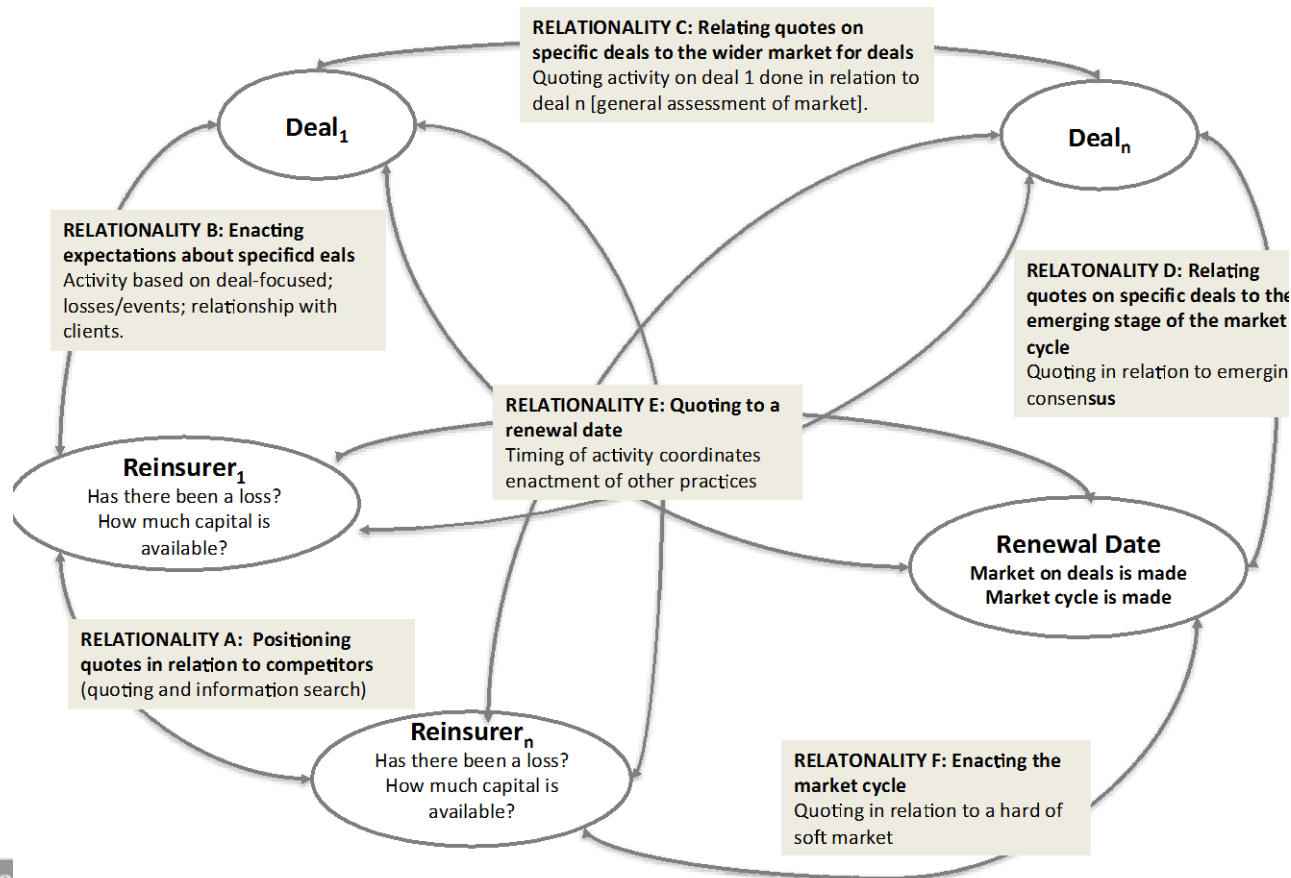 RELATIONALITY C: Relating quotes on
specific deals to the wider market for deals
Quoting activity on deal 1 done in relation to
deal n [general assessment of market].
Deal1
Dealn
RELATIONALITY B: Enacting
expectations about specificd eals
Activity based on deal-focused;
losses/events; relationship with
clients.
RELATONALITY D: Relating
quotes on specific deals to the
emerging stage of the market
cycle
Quoting in relation to emergin
consensus
RELATIONALITY E: Quoting to a
renewal date
Timing of activity coordinates
enactment of other practices
Reinsurer1
Has there been a loss?
How much capital is
available?
Renewal Date
Market on deals is made
Market cycle is made
RELATIONALITY A: Positioning
quotes in relation to competitors
(quoting and information search)
Reinsurern
Has there been a loss?
How much capital is
available?
RELATONALITY F: Enacting the
market cycle
Quoting in relation to a hard of
soft market